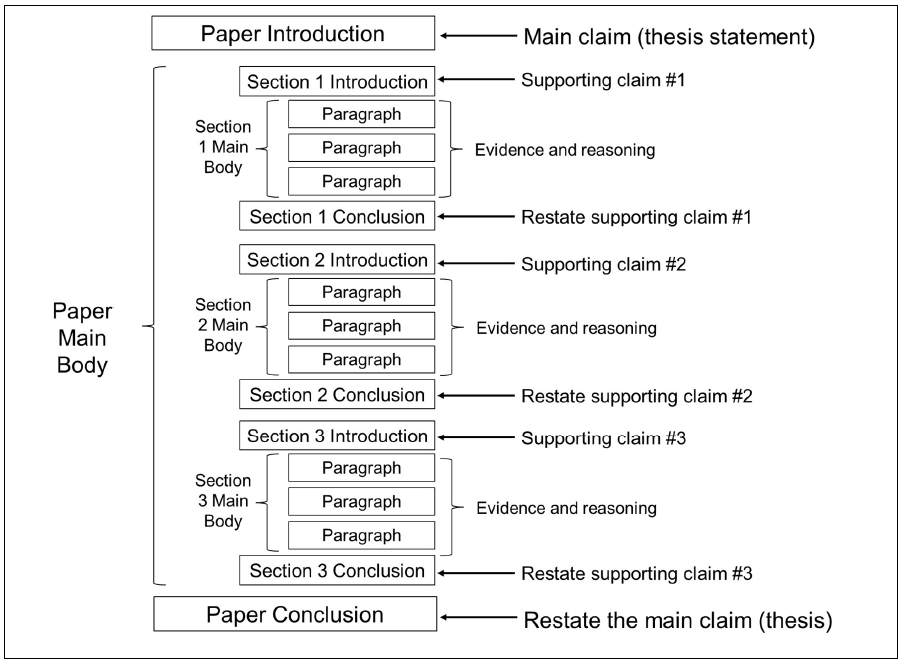 Paper Introduction
Main claim (thesis statement)
Section 1 Introduction
Supporting claim #1
Section
1 Main
Body
Paragraph
Paragraph
Paragraph
Evidence and reasoning
Section 1 Conclusion
Restate supporting claim #1
Section 2 Introduction
Supporting claim #2
Section
2 Main
Body
Paragraph
Paragraph
Paragraph
Evidence and reasoning
Paper
Main
Body
Section 2 Conclusion
Restate supporting claim #2
Section 3 Introduction
Supporting claim #3
Section
3 Main
Body
Paragraph
Paragraph
Paragraph
Evidence and reasoning
Section 3 Conclusion
Restate supporting claim #3
Paper Conclusion
Restate the main claim (thesis)